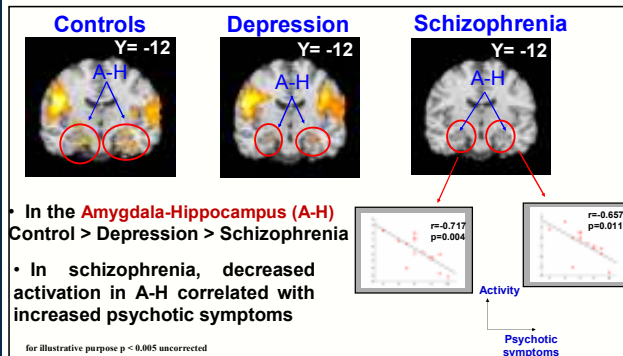 Controls
Depression
Schizophrenia
Y= -12
Y= -12
Y= -12
A-H
A-H
A-H
• In the Amygdala-Hippocampus (A-H)
Control > Depression > Schizophrenia
• In schizophrenia, decreased
activation in A-H correlated with
increased psychotic symptoms
r=-0.717
p=0.004
r=-0.657
p=0.011
Activity
Psychotic
symptoms
for illustrative purpose p < 0.005 uncorrected